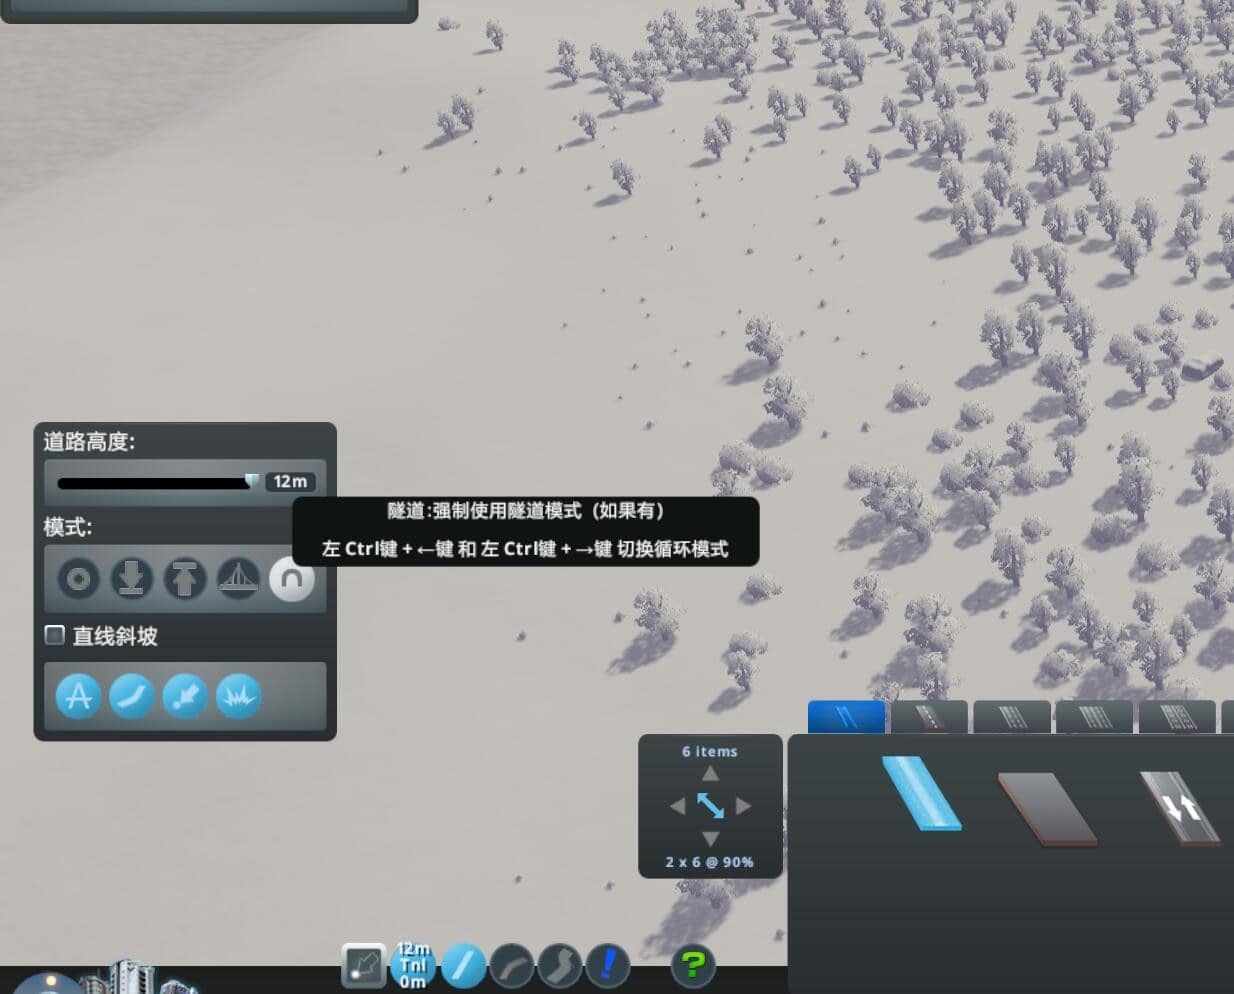 道路高度:
12m
模式:
隧道:强制使用隧道模式 (如果有)
左 Ctrl键 + ←键 和 左 Ctrl键 + →键 切换循环模式
直线斜坡
6 items
2 x 6 @ 90%
12m
Tnl
0m